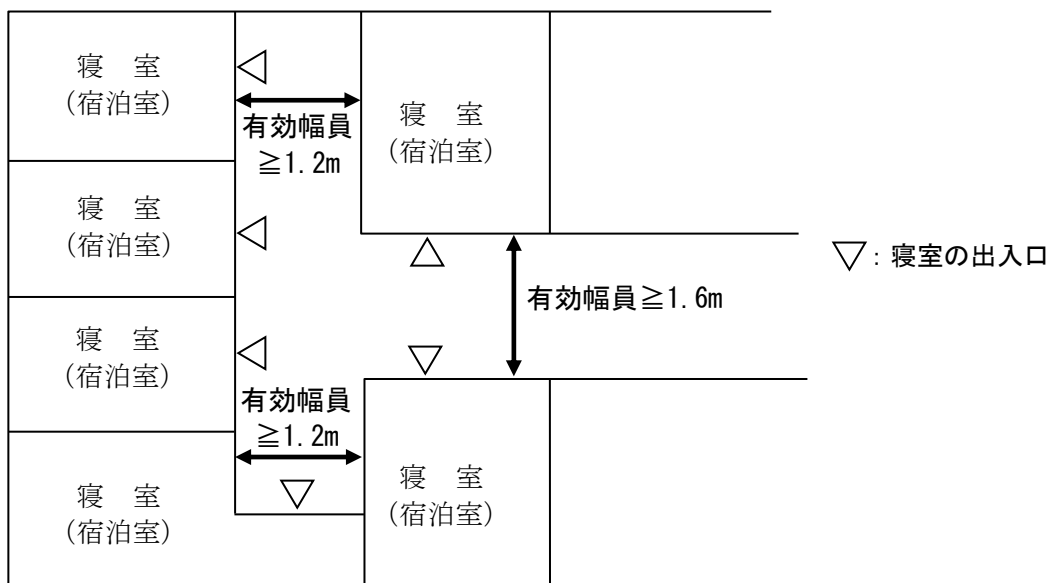 寝　室
（宿泊室）
有効幅員
≧1.2m
寝　室
（宿泊室）
寝　室
（宿泊室）
▽：寝室の出入口
有効幅員≧1.6m
寝　室
（宿泊室）
有効幅員
≧1.2m
寝　室
（宿泊室）
寝　室
（宿泊室）